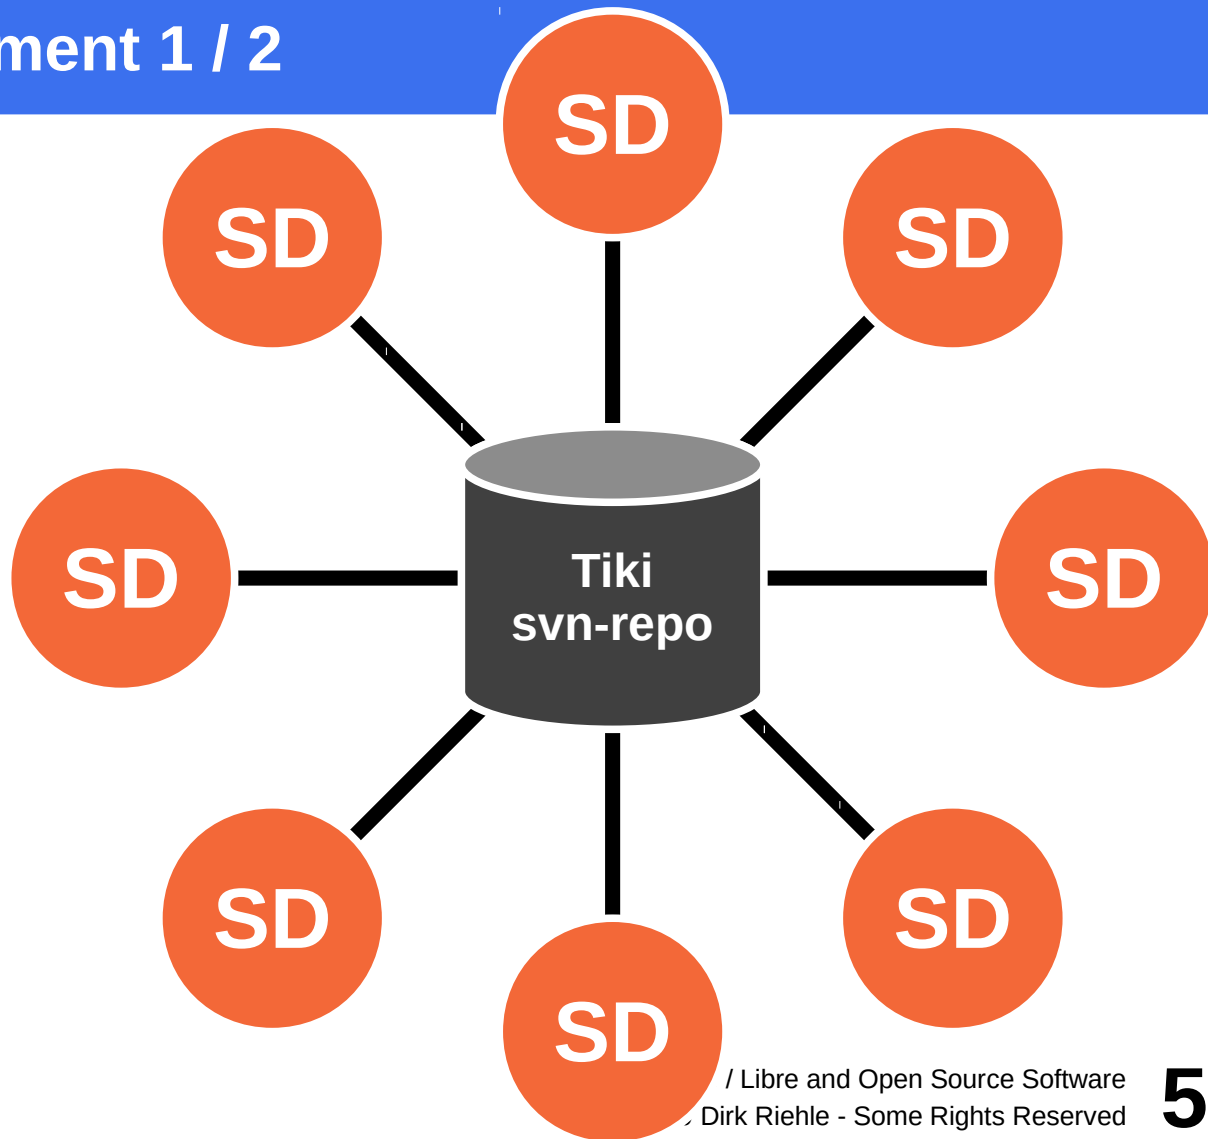 ment 1 / 2
SD
SD
SD
SD
Tiki
svn-repo
SD
SD
SD
SD
/ Libre and Open Source Software
Dirk Riehle - Some Rights Reserved
5